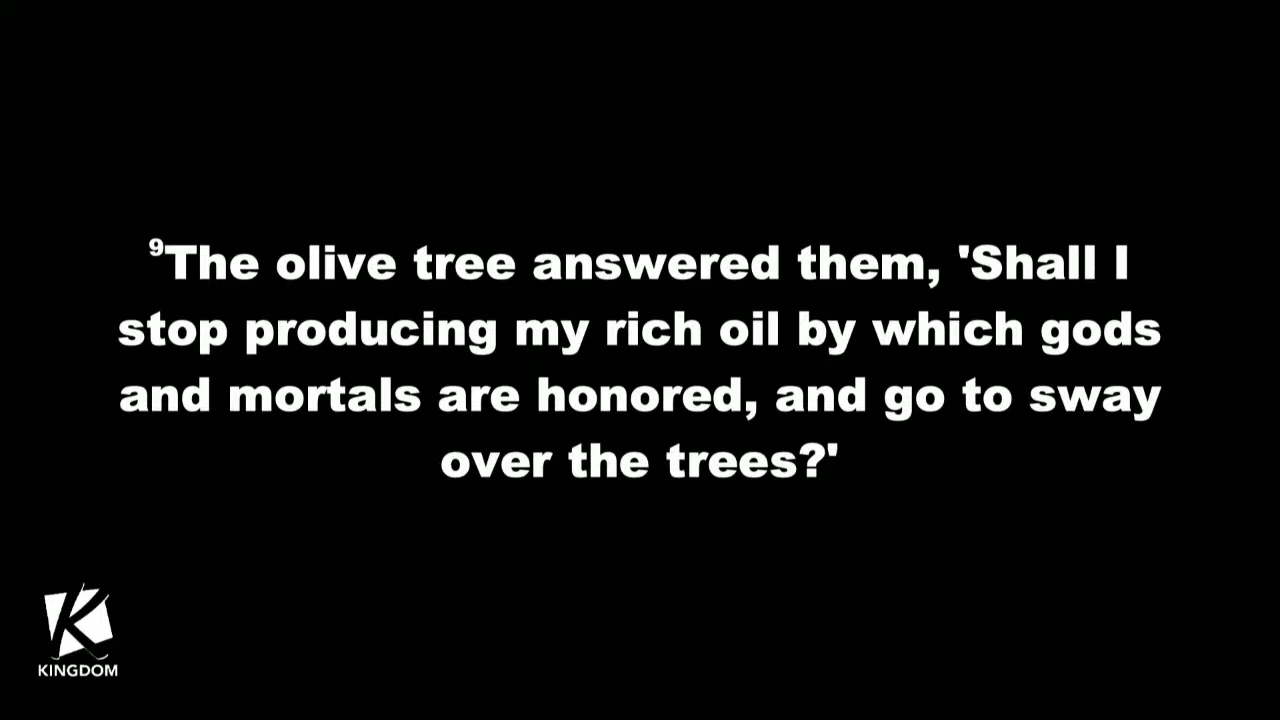 ⁹The olive tree answered them, 'Shall I
stop producing my rich oil by which gods
and mortals are honored, and go to sway
over the trees?'
K
KINGDOM